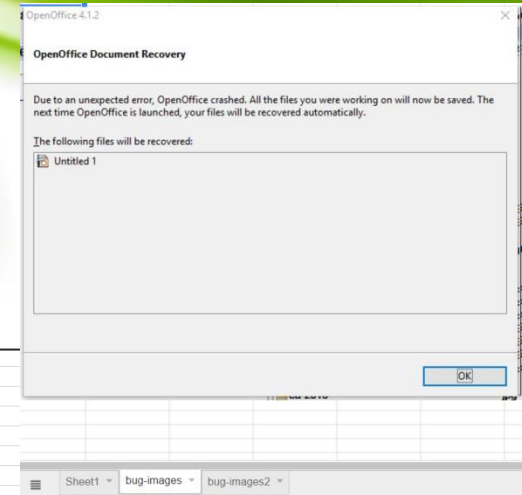 OpenOffice 4.1.2
OpenOffice Document Recovery
Due to an unexpected error, OpenOffice crashed. All the files you were working on will now be saved. The
next time OpenOffice is launched, your files will be recovered automatically.
The following files will be recovered:
Untitled 1
OK
Sheet1 bug-images bug-images2